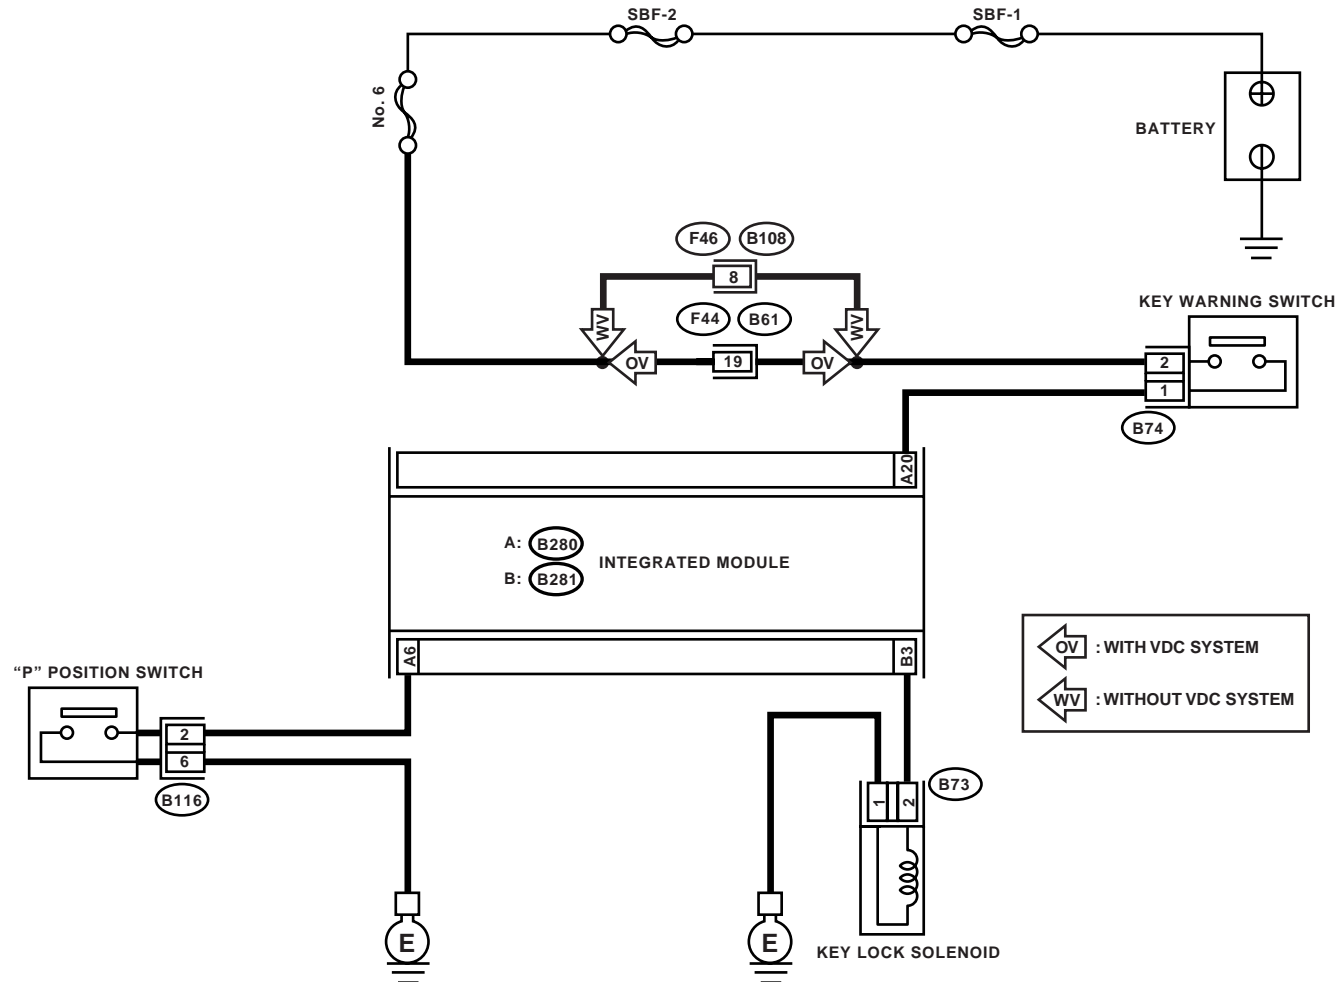 SBF-2
SBF-1
No. 6
BATTERY
F46 B108
8
KEY WARNING SWITCH
F44 B61
WV
WV
OV
19
OV
2
1
B74
A20
A: B280
INTEGRATED MODULE
B: B281
A6
B3
OV : WITH VDC SYSTEM
WV : WITHOUT VDC SYSTEM
“P” POSITION SWITCH
2
6
B116
B73
1
2
E
E
KEY LOCK SOLENOID